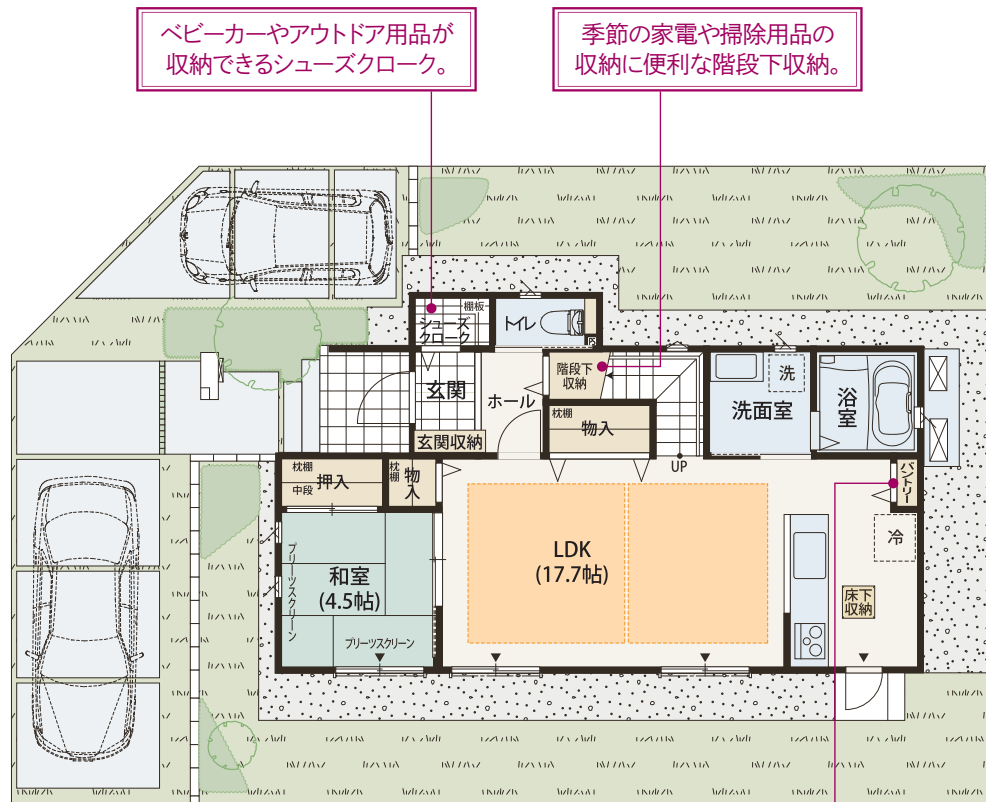 ベビーカーやアウトドア用品が
収納できるシューズクローク。
季節の家電や掃除用品の
収納に便利な階段下収納。
棚板
シューズ
クローク
トイレ
PS
玄関
ホール
階段下
収納
洗
洗面室
浴室
枕棚
物入
玄関収納
UP
枕棚
中段
押入
枕棚
物入
パントリー
冷
LDK
(17.7帖)
和室
(4.5帖)
プリーツスクリーン
プリーツスクリーン
床下
収納